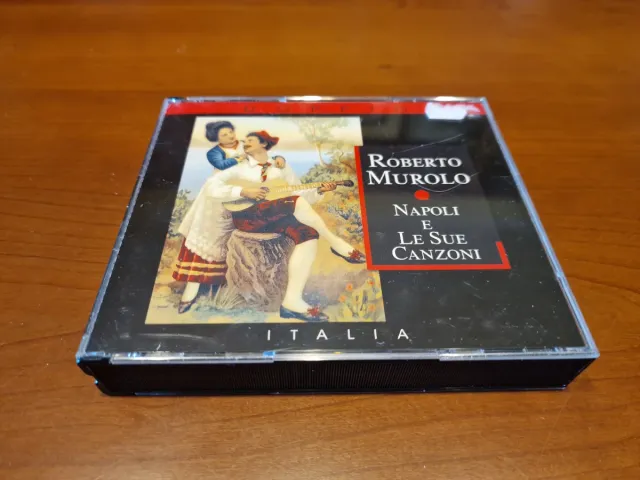 ROBERTO
MUROLO
NAPOLI
E
LE SUE
CANZONI
ITALIA